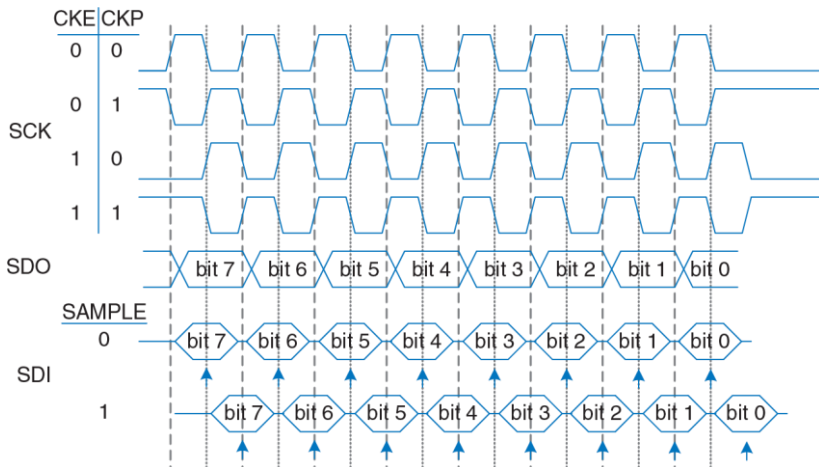 CKE CKP
0 0
0 1
SCK
1 0
1 1
SDO bit 7 bit 6 bit 5 bit 4 bit 3 bit 2 bit 1 bit 0
SAMPLE
0 bit 7 bit 6 bit 5 bit 4 bit 3 bit 2 bit 1 bit 0
SDI
1 bit 7 bit 6 bit 5 bit 4 bit 3 bit 2 bit 1 bit 0